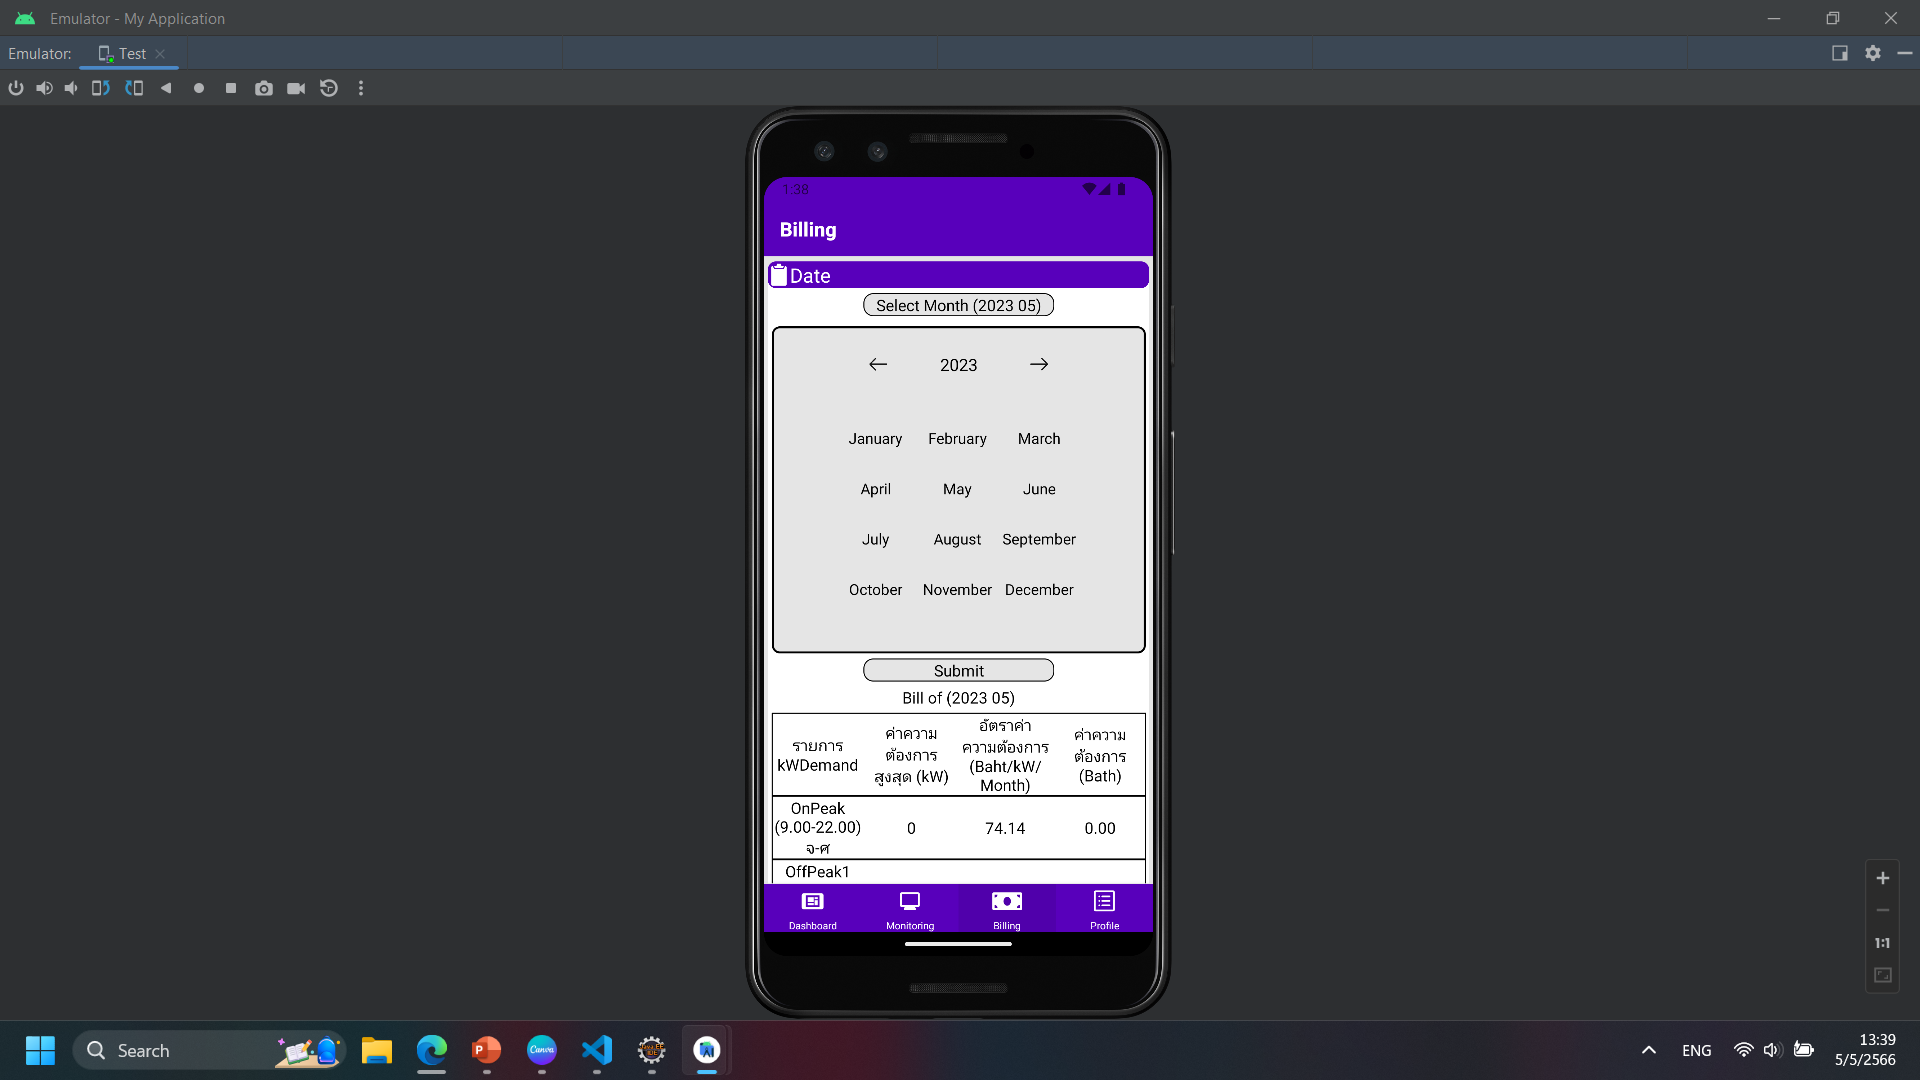 Emulator - My Application
Emulator: Test
1:38
Billing
Date
Select Month (2023 05)
2023
January February March
April May June
July August September
October November December
Submit
Bill of (2023 05)
รายการ
kWDemand
ค่าความ
ต้องการ
สูงสุด (kW)
อัตราค่า
ความต้องการ
(Baht/kW/
Month)
ค่าความ
ต้องการ
(Bath)
OnPeak
(9.00-22.00)
จ-ศ
0
74.14
0.00
OffPeak1
Dashboard Monitoring Billing Profile
1:1
Search
Canva
ENG
13:39
5/5/2566